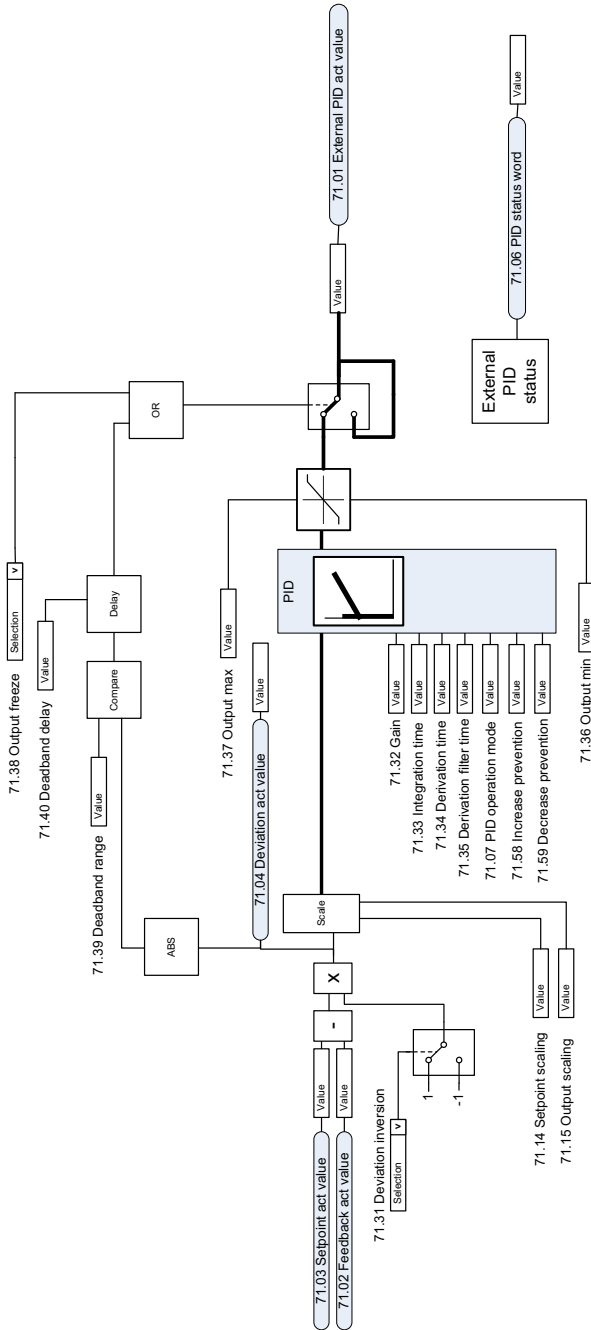 71.38 Output freeze
Selection
v
71.40 Deadband delay
Value
71.39 Deadband range
Value
Compare
Delay
OR
ABS
71.04 Deviation act value
Value
71.37 Output max
Value
71.03 Setpoint act value
Value
71.02 Feedback act value
Value
-
X
Scale
PID
Value
71.01 External PID act value
71.31 Deviation inversion
Selection
v
1
-1
71.14 Setpoint scaling
Value
71.15 Output scaling
Value
71.32 Gain
Value
71.33 Integration time
Value
71.34 Derivation time
Value
71.35 Derivation filter time
Value
71.07 PID operation mode
Value
71.58 Increase prevention
Value
71.59 Decrease prevention
Value
71.36 Output min
Value
External
PID
status
71.06 PID status word
Value